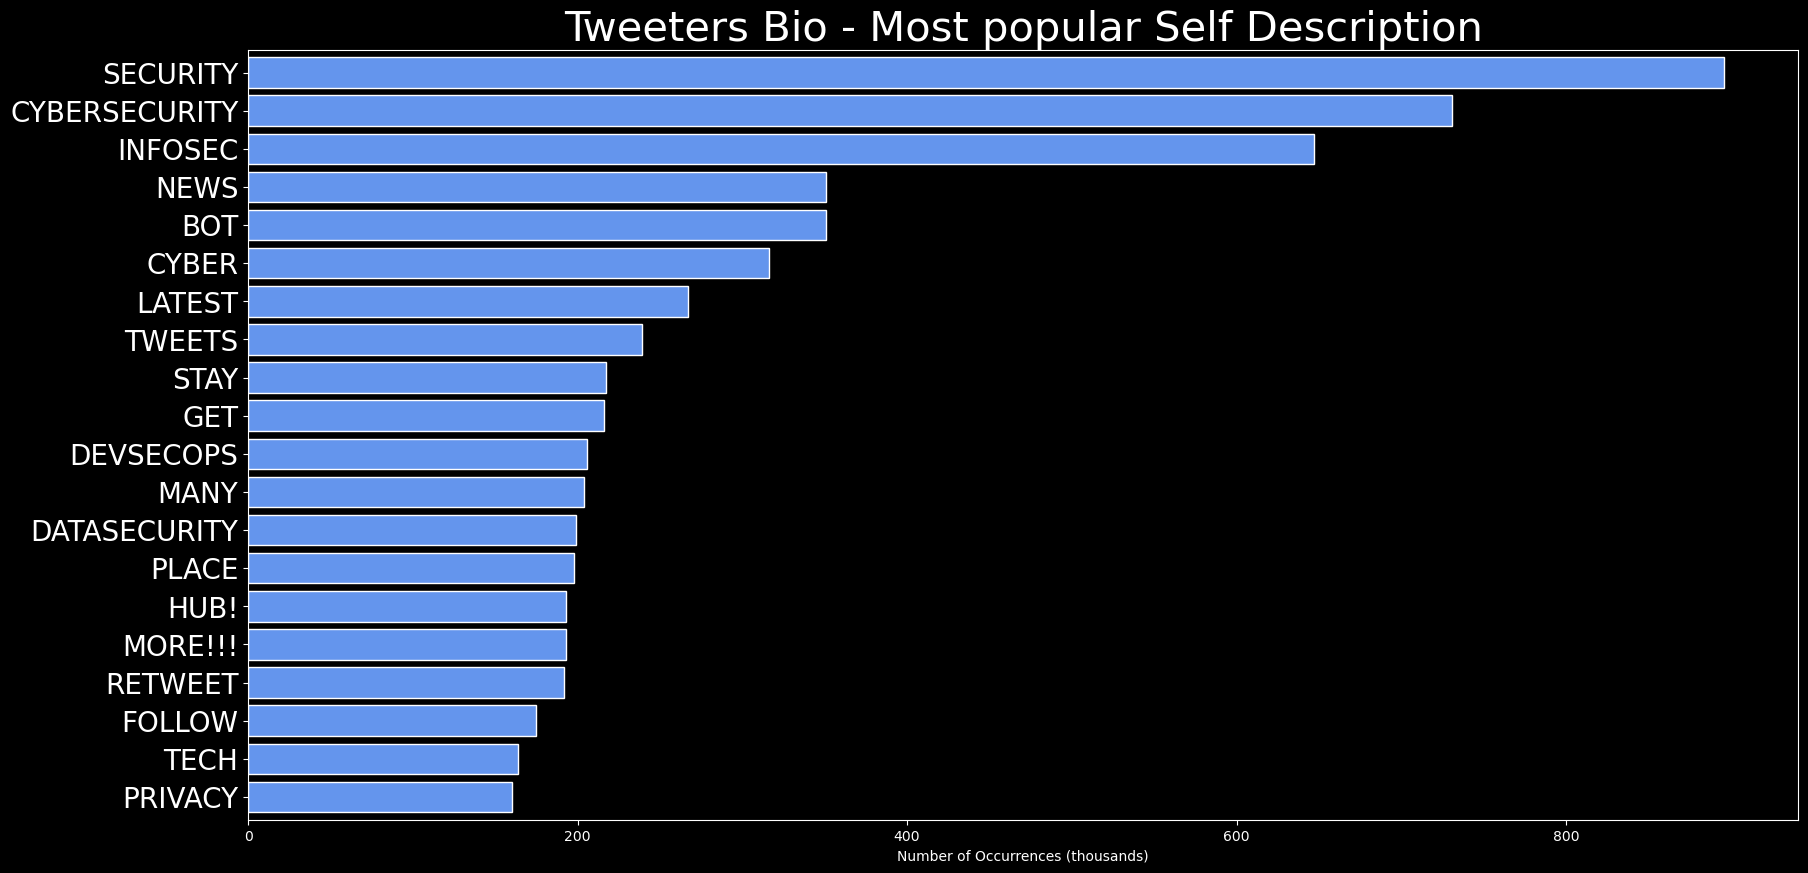 Tweeters Bio - Most popular Self Description
SECURITY
CYBERSECURITY
INFOSEC
NEWS
BOT
CYBER
LATEST
TWEETS
STAY
GET
DEVSECOPS
MANY
DATASECURITY
PLACE
HUB!
MORE!!!
RETWEET
FOLLOW
TECH
PRIVACY
0 200 400 600 800
Number of Occurrences (thousands)